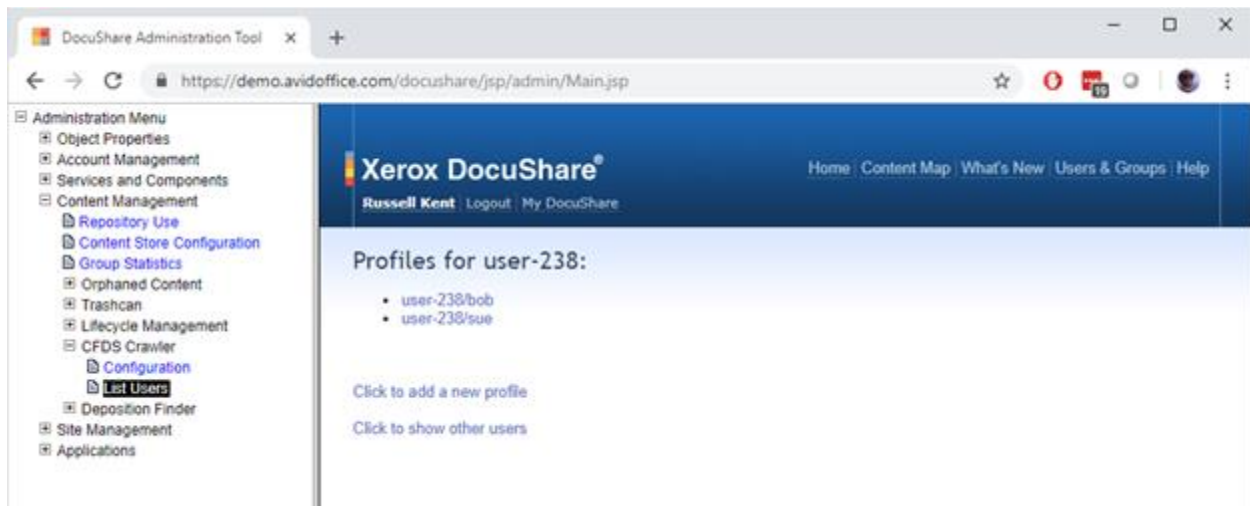 DocuShare Administration Tool
https://demo.avidoffice.com/docushare/jsp/admin/Main.jsp
19
Administration Menu
Object Properties
Account Management
Services and Components
Content Management
Repository Use
Content Store Configuration
Group Statistics
Orphaned Content
Trashcan
Lifecycle Management
CFDS Crawler
Configuration
List Users
Deposition Finder
Site Management
Applications
Xerox DocuShare®
Home | Content Map | What's New | Users & Groups | Help
Russell Kent | Logout | My DocuShare
Profiles for user-238:
• user-238/bob
• user-238/sue
Click to add a new profile
Click to show other users